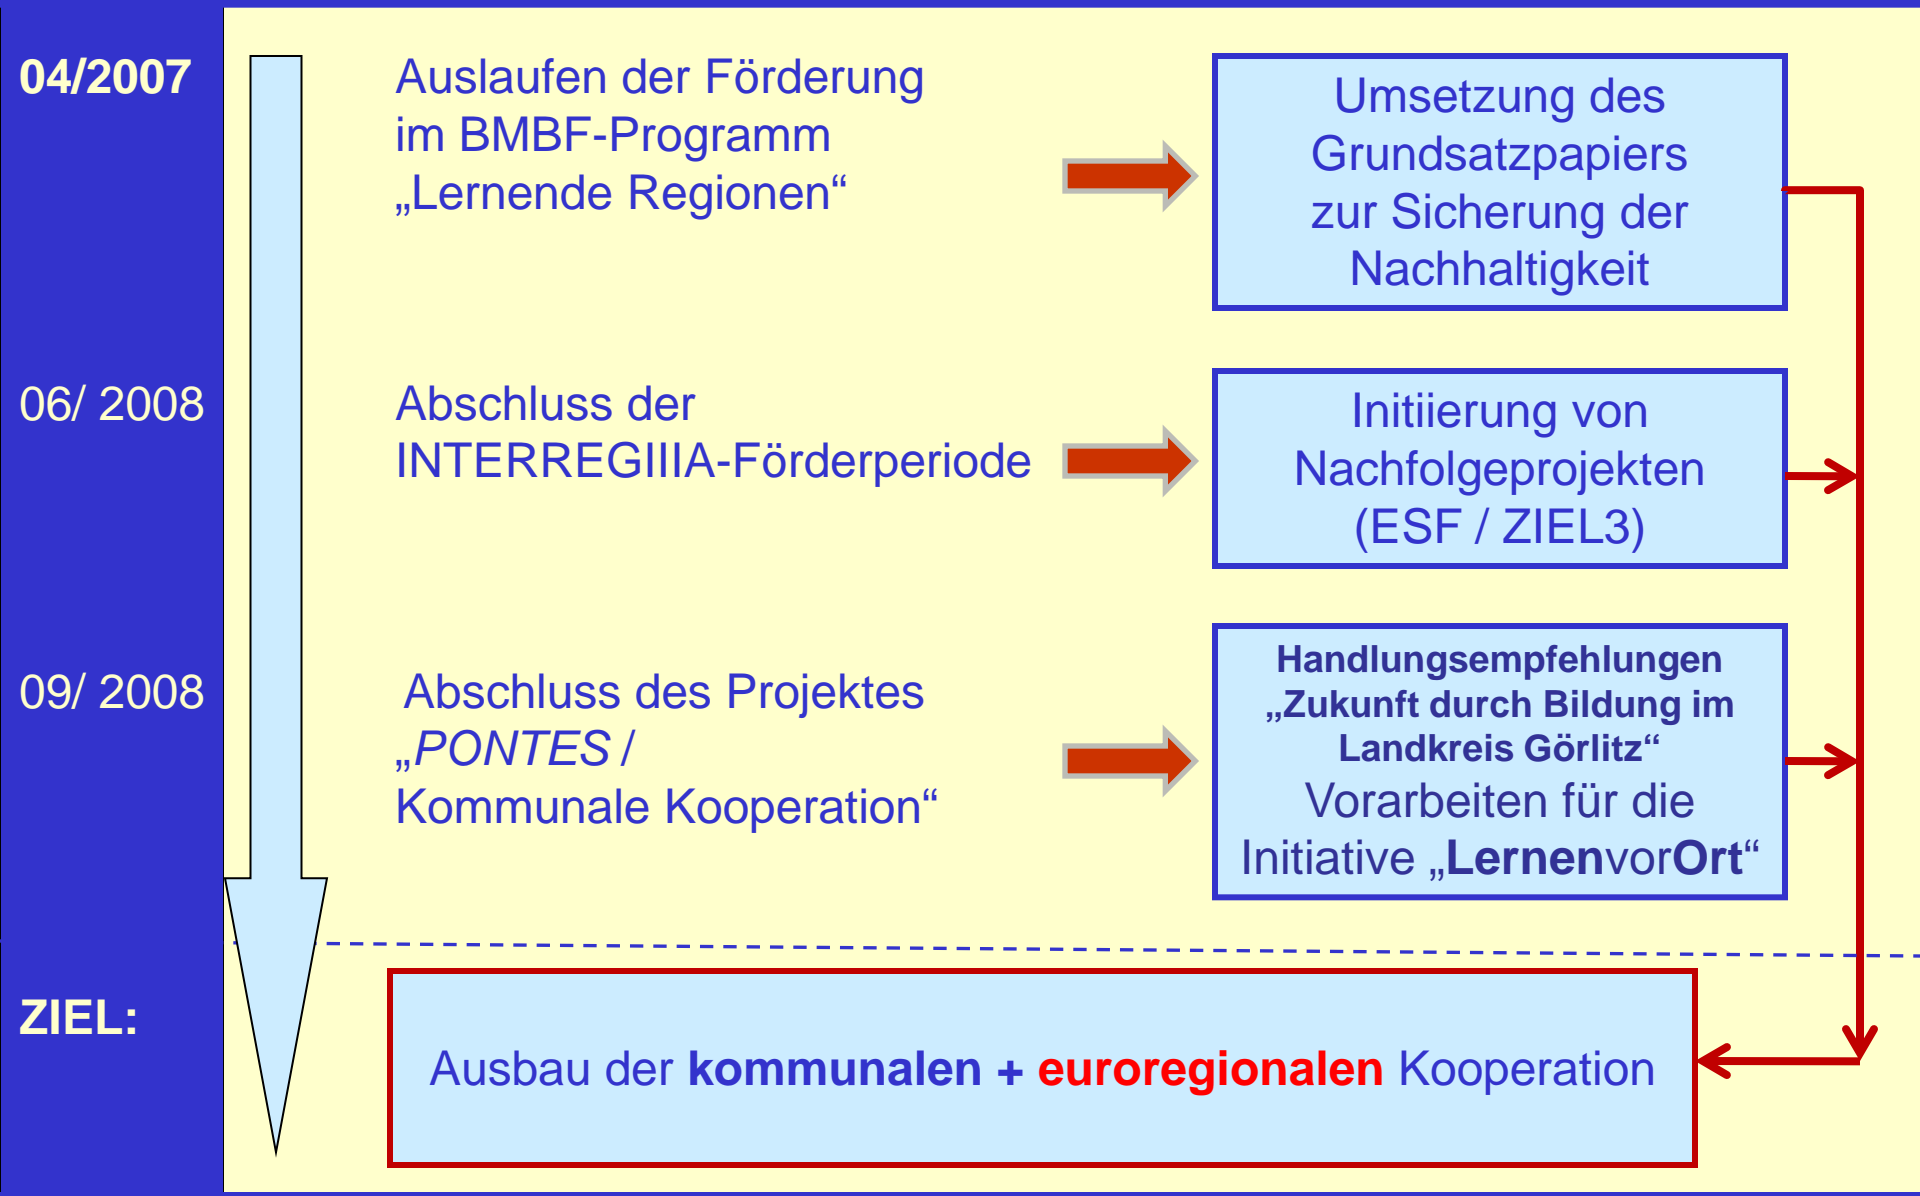 04/2007
Auslaufen der Förderung
im BMBF-Programm
„Lernende Regionen“
Umsetzung des
Grundsatzpapiers
zur Sicherung der
Nachhaltigkeit
06/ 2008
Abschluss der
INTERREGIIIA-Förderperiode
Initiierung von
Nachfolgeprojekten
(ESF / ZIEL3)
09/ 2008
Abschluss des Projektes
„PONTES /
Kommunale Kooperation“
Handlungsempfehlungen
„Zukunft durch Bildung im
Landkreis Görlitz“
Vorarbeiten für die
Initiative „LernenvorOrt“
ZIEL:
Ausbau der kommunalen + euroregionalen Kooperation